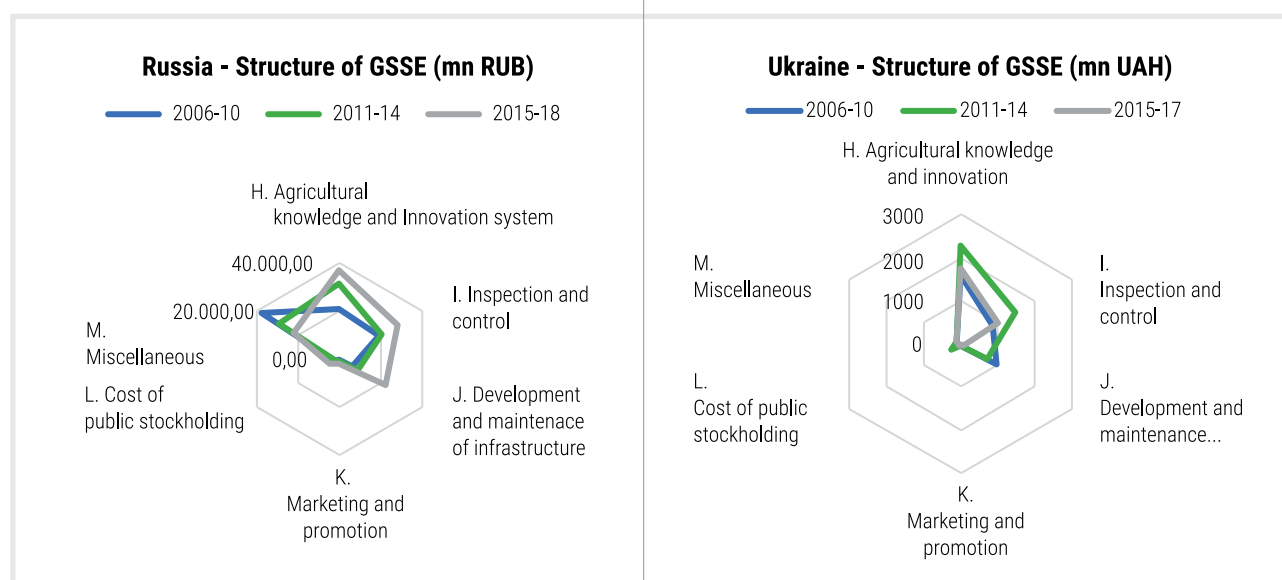 Russia - Structure of GSSE (mn RUB)
2006-10 2011-14 2015-18
H. Agricultural
knowledge and Innovation system
40.000,00
20.000,00
0,00
I. Inspection and
control
M.
Miscellaneous
L. Cost of
public stockholding
J. Development
and maintenace
of infrastructure
K.
Marketing and
promotion
Ukraine - Structure of GSSE (mn UAH)
2006-10 2011-14 2015-17
H. Agricultural knowledge
and innovation
3000
2000
1000
0
M.
Miscellaneous
I.
Inspection and
control
L.
Cost of public
stockholding
J.
Development and
maintenance...
K.
Marketing and
promotion